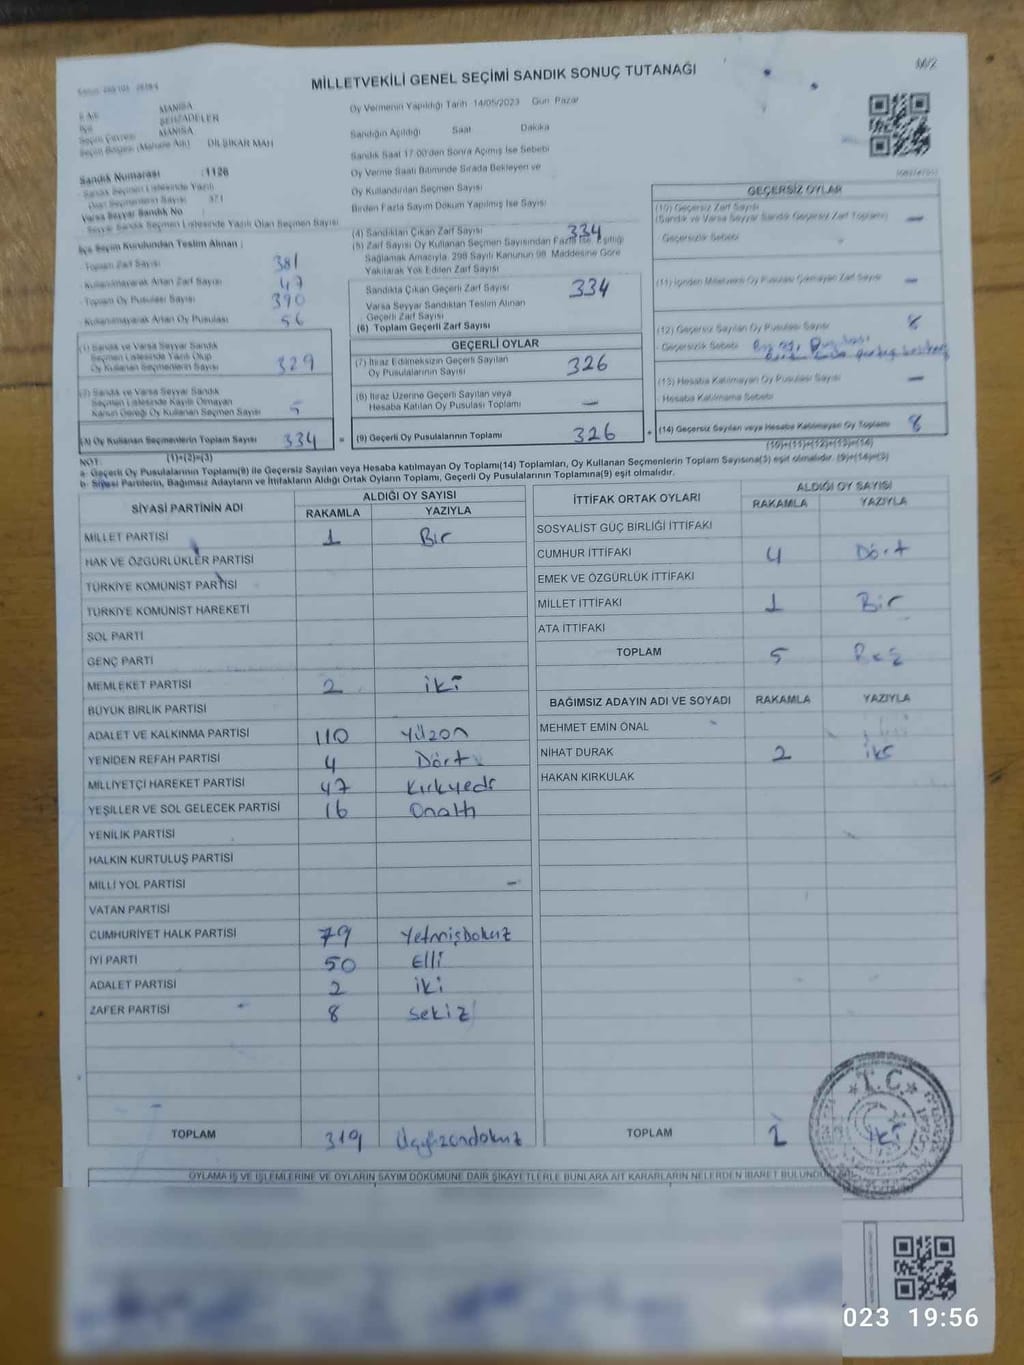 MİLLETVEKİLİ GENEL SEÇİMİ SANDIK SONUÇ TUTANAĞI
M/2
İli MANİSA
İlçe ŞEHZADELER
Seçim Çevresi MANİSA
Seçim Bölgesi (Mahalle Adı) DİLŞİKAR MAH
Sandık Numarası : 1126
Sandık Seçmen Listesinde Yazılı
Olan Seçmen Sayısı 371
Varsa Seyyar Sandık No
Seyyar Sandık Seçmen Listesinde Yazılı Olan Seçmen Sayısı
Oy Vermenin Yapıldığı Tarih 14/05/2023 Gün Pazar
Sandığın Açıldığı Saat Dakika
Sandık Saat 17:00'den Sonra Açılmış İse Sebebi
Oy Verme Saati Bitiminde Sırada Bekleyen ve
Oy Kullandırılan Seçmen Sayısı
Birden Fazla Sayım Döküm Yapılmış İse Sayısı
İlçe Seçim Kurulundan Teslim Alınan :
- Toplam Zarf Sayısı 381
- Kullanılmayarak Artan Zarf Sayısı 47
- Toplam Oy Pusulası Sayısı 390
- Kullanılmayarak Artan Oy Pusulası 56
(1) Sandık ve Varsa Seyyar Sandık
Seçmen Listesinde Yazılı Olup
Oy Kullanan Seçmenlerin Sayısı 329
(2) Sandık ve Varsa Seyyar Sandık
Seçmen Listesinde Kayıtlı Olmayan
Kanun Gereği Oy Kullanan Seçmen Sayısı 5
(3) Oy Kullanan Seçmenlerin Toplam Sayısı 334
(4) Sandıktan Çıkan Zarf Sayısı 334
(5) Zarf Sayısı Oy Kullanan Seçmen Sayısından Fazla İse, Eşitliği
Sağlamak Amacıyla, 298 Sayılı Kanunun 98. Maddesine Göre
Yakılarak Yok Edilen Zarf Sayısı
Sandıkta Çıkan Geçerli Zarf Sayısı 334
Varsa Seyyar Sandıktan Teslim Alınan
Geçerli Zarf Sayısı
(6) Toplam Geçerli Zarf Sayısı
GEÇERLİ OYLAR
(7) İtiraz Edilmeksizin Geçerli Sayılan
Oy Pusulalarının Sayısı 326
(8) İtiraz Üzerine Geçerli Sayılan veya
Hesaba Katılan Oy Pusulası Toplamı —
= (9) Geçerli Oy Pusulalarının Toplamı 326
GEÇERSİZ OYLAR
(10) Geçersiz Zarf Sayısı
(Sandık ve Varsa Seyyar Sandık Geçersiz Zarf Toplamı) —
Geçersizlik Sebebi
(11) İçinden Milletvekili Oy Pusulası Çıkmayan Zarf Sayısı —
(12) Geçersiz Sayılan Oy Pusulası Sayısı 8
- Geçersizlik Sebebi
(13) Hesaba Katılmayan Oy Pusulası Sayısı —
- Hesaba Katılmama Sebebi
+ (14) Geçersiz Sayılan veya Hesaba Katılmayan Oy Toplamı 8
NOT: (1)+(2)=(3)
(10)+(11)+(12)+(13)=(14)
a- Geçerli Oy Pusulalarının Toplamı(9) ile Geçersiz Sayılan veya Hesaba katılmayan Oy Toplamı(14) Toplamları, Oy Kullanan Seçmenlerin Toplam Sayısına(3) eşit olmalıdır. (9)+(14)=(3)
b- Siyasi Partilerin, Bağımsız Adayların ve İttifakların Aldığı Ortak Oyların Toplamı, Geçerli Oy Pusulalarının Toplamına(9) eşit olmalıdır.
SİYASİ PARTİNİN ADI ALDIĞI OY SAYISI
RAKAMLA YAZIYLA
MİLLET PARTİSİ 1 Bir
HAK VE ÖZGÜRLÜKLER PARTİSİ
TÜRKİYE KOMÜNİST PARTİSİ
TÜRKİYE KOMÜNİST HAREKETİ
SOL PARTİ
GENÇ PARTİ
MEMLEKET PARTİSİ 2 iki
BÜYÜK BİRLİK PARTİSİ
ADALET VE KALKINMA PARTİSİ 110 Yüzon
YENİDEN REFAH PARTİSİ 4 Dört
MİLLİYETÇİ HAREKET PARTİSİ 47 Kırkyedi
YEŞİLLER VE SOL GELECEK PARTİSİ 16 Onaltı
YENİLİK PARTİSİ
HALKIN KURTULUŞ PARTİSİ
MİLLİ YOL PARTİSİ
VATAN PARTİSİ
CUMHURİYET HALK PARTİSİ 79 Yetmişdokuz
İYİ PARTİ 50 Elli
ADALET PARTİSİ 2 iki
ZAFER PARTİSİ 8 Sekiz
TOPLAM 319 Üçyüzondokuz
İTTİFAK ORTAK OYLARI ALDIĞI OY SAYISI
RAKAMLA YAZIYLA
SOSYALİST GÜÇ BİRLİĞİ İTTİFAKI
CUMHUR İTTİFAKI 4 Dört
EMEK VE ÖZGÜRLÜK İTTİFAKI
MİLLET İTTİFAKI 1 Bir
ATA İTTİFAKI
TOPLAM 5 Beş
BAĞIMSIZ ADAYIN ADI VE SOYADI RAKAMLA YAZIYLA
MEHMET EMİN ÖNAL
NİHAT DURAK 2 iki
HAKAN KIRKULAK
TOPLAM 2 iki
T.C.
OYLAMA İŞ VE İŞLEMLERİNE VE OYLARIN SAYIM DÖKÜMÜNE DAİR ŞİKAYETLERLE BUNLARA AİT KARARLARIN NELERDEN İBARET BULUNDU
023 19:56